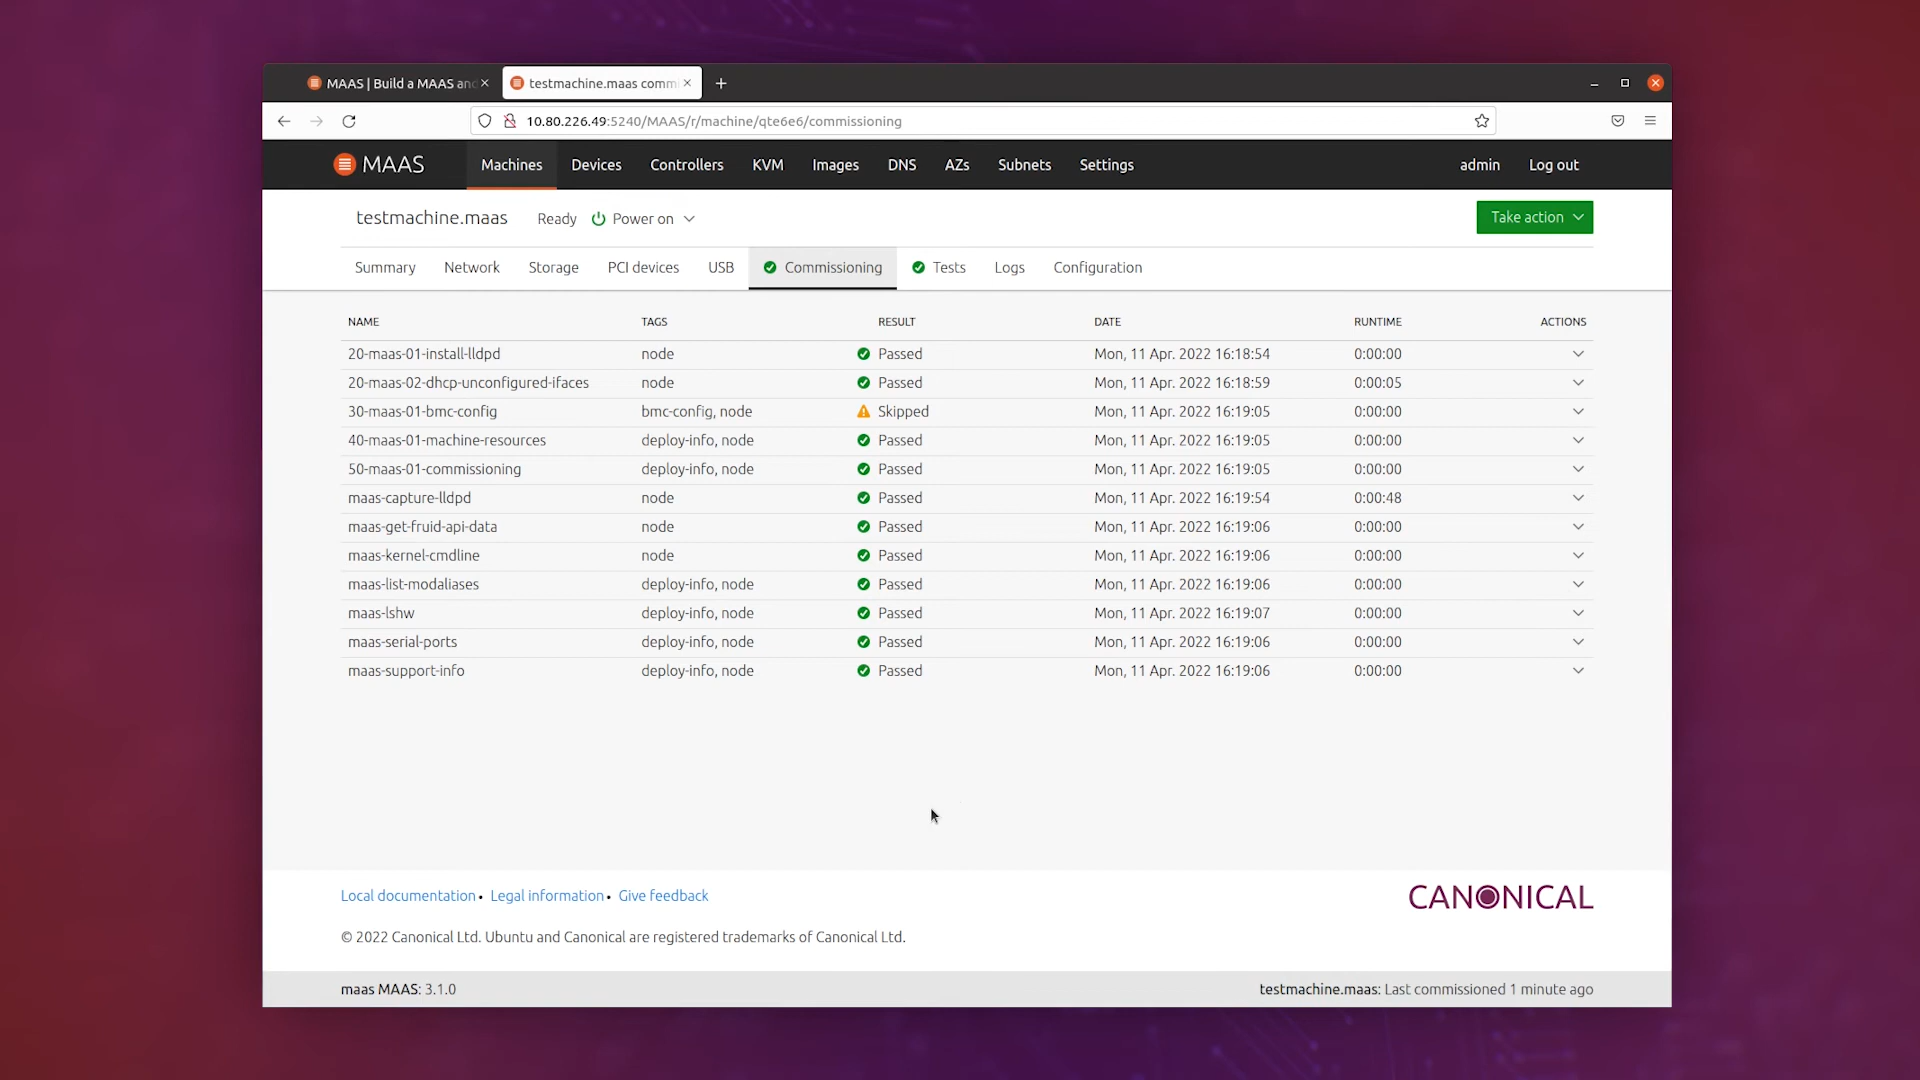 MAAS | Build a MAAS and
testmachine.maas comm
10.80.226.49:5240/MAAS/r/machine/qte6e6/commissioning
MAAS Machines Devices Controllers KVM Images DNS AZs Subnets Settings admin Log out
testmachine.maas Ready Power on Take action
Summary Network Storage PCI devices USB Commissioning Tests Logs Configuration
NAME TAGS RESULT DATE RUNTIME ACTIONS
20-maas-01-install-lldpd node Passed Mon, 11 Apr. 2022 16:18:54 0:00:00
20-maas-02-dhcp-unconfigured-ifaces node Passed Mon, 11 Apr. 2022 16:18:59 0:00:05
30-maas-01-bmc-config bmc-config, node Skipped Mon, 11 Apr. 2022 16:19:05 0:00:00
40-maas-01-machine-resources deploy-info, node Passed Mon, 11 Apr. 2022 16:19:05 0:00:00
50-maas-01-commissioning deploy-info, node Passed Mon, 11 Apr. 2022 16:19:05 0:00:00
maas-capture-lldpd node Passed Mon, 11 Apr. 2022 16:19:54 0:00:48
maas-get-fruid-api-data node Passed Mon, 11 Apr. 2022 16:19:06 0:00:00
maas-kernel-cmdline node Passed Mon, 11 Apr. 2022 16:19:06 0:00:00
maas-list-modaliases deploy-info, node Passed Mon, 11 Apr. 2022 16:19:06 0:00:00
maas-lshw deploy-info, node Passed Mon, 11 Apr. 2022 16:19:07 0:00:00
maas-serial-ports deploy-info, node Passed Mon, 11 Apr. 2022 16:19:06 0:00:00
maas-support-info deploy-info, node Passed Mon, 11 Apr. 2022 16:19:06 0:00:00
Local documentation • Legal information • Give feedback
CANONICAL
© 2022 Canonical Ltd. Ubuntu and Canonical are registered trademarks of Canonical Ltd.
maas MAAS: 3.1.0 testmachine.maas: Last commissioned 1 minute ago